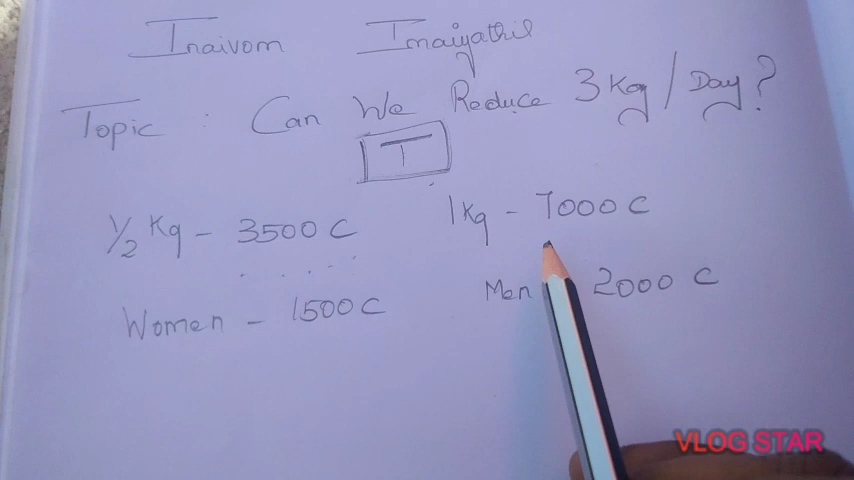 Inaivom Imaiyathil
Topic : Can We Reduce 3 Kg / Day ?
T
1/2 Kg - 3500 C
1 Kg - 7000 C
Women - 1500 C
Men 2000 C
VLOG STAR